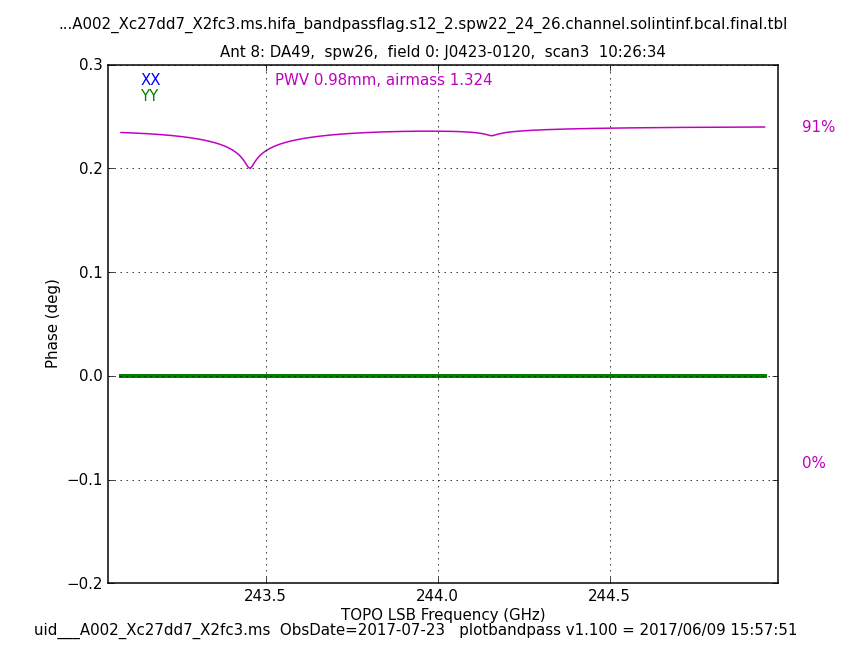 ...A002_Xc27dd7_X2fc3.ms.hifa_bandpassflag.s12_2.spw22_24_26.channel.solintinf.bcal.final.tbl
Ant 8: DA49,  spw26,  field 0: J0423-0120,  scan3  10:26:34
XX
YY
PWV 0.98mm, airmass 1.324
0.3
0.2
0.1
0.0
−0.1
−0.2
Phase (deg)
91%
0%
243.5
244.0
244.5
TOPO LSB Frequency (GHz)
uid___A002_Xc27dd7_X2fc3.ms  ObsDate=2017-07-23   plotbandpass v1.100 = 2017/06/09 15:57:51